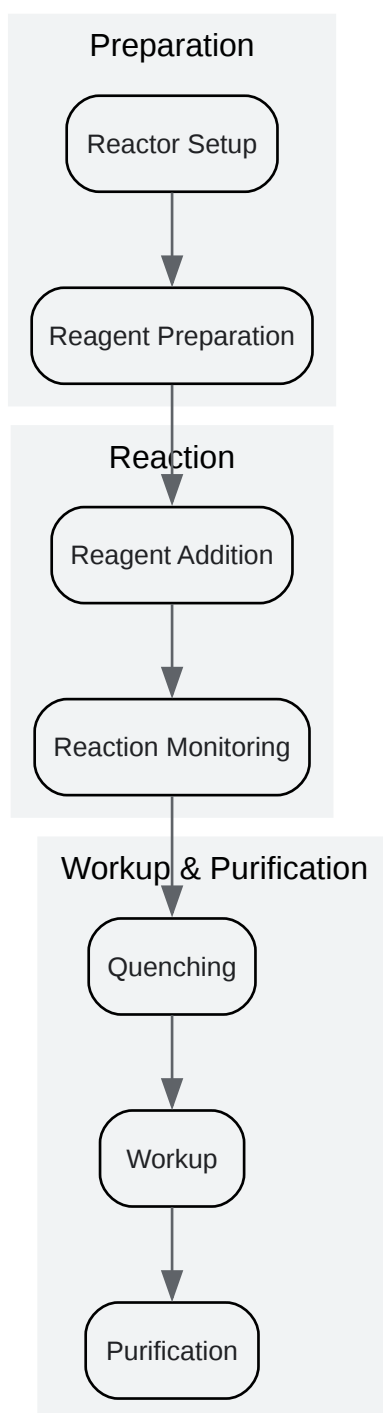 Preparation
Reactor Setup
Reagent Preparation
Reaction
Reagent Addition
Reaction Monitoring
Workup & Purification
Quenching
Workup
Purification